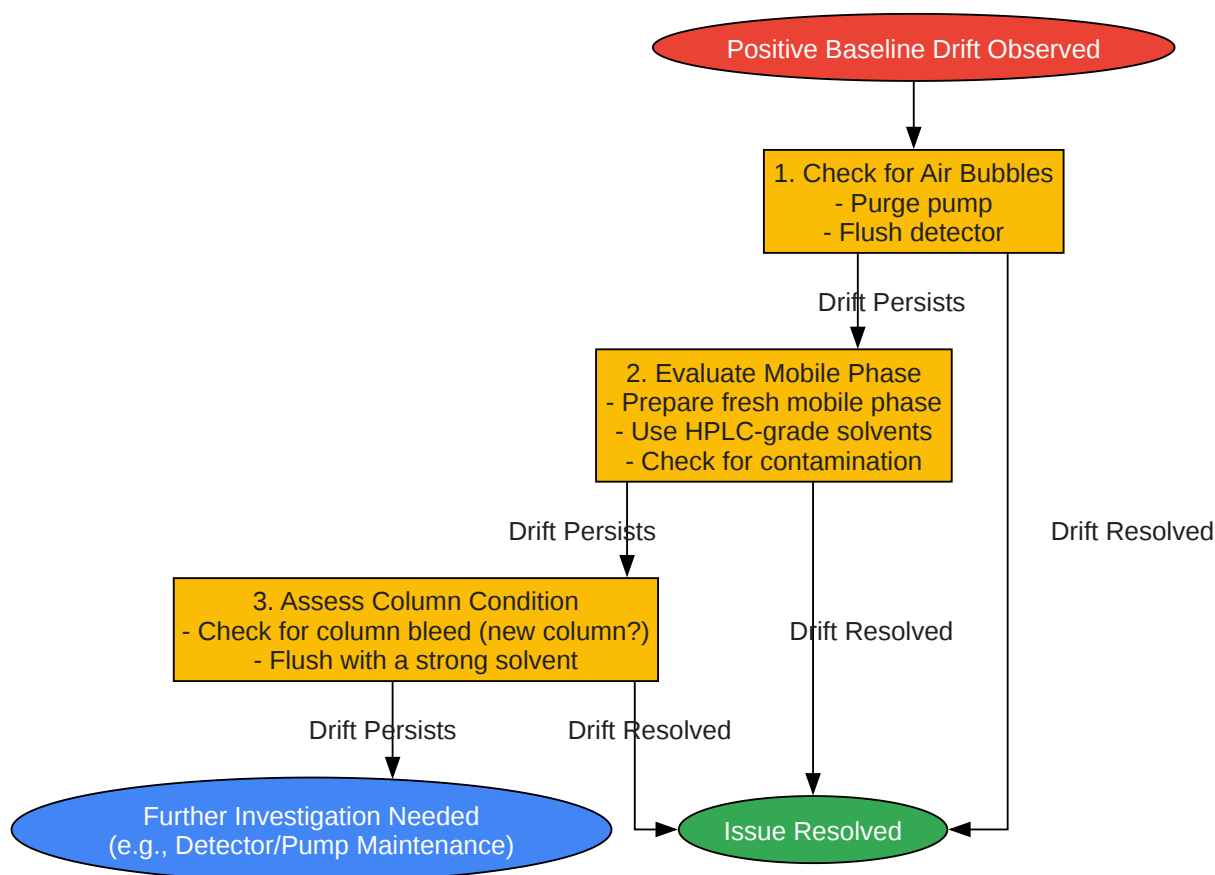 Positive Baseline Drift Observed
1. Check for Air Bubbles
- Purge pump
- Flush detector
Drift Persists
2. Evaluate Mobile Phase
- Prepare fresh mobile phase
- Use HPLC-grade solvents
- Check for contamination
Drift Persists
Drift Resolved
3. Assess Column Condition
- Check for column bleed (new column?)
- Flush with a strong solvent
Drift Resolved
Drift Persists
Drift Resolved
Further Investigation Needed
(e.g., Detector/Pump Maintenance)
Issue Resolved